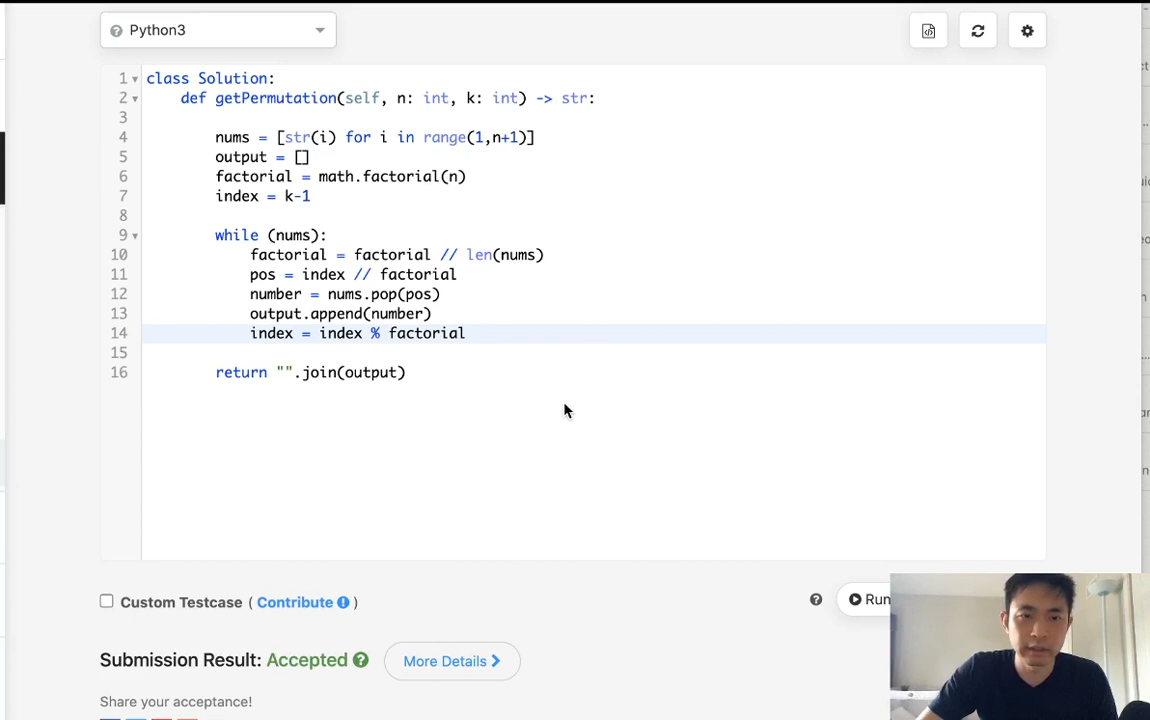 Python3
1 class Solution:
2 def getPermutation(self, n: int, k: int) -> str:
3
4 nums = [str(i) for i in range(1,n+1)]
5 output = []
6 factorial = math.factorial(n)
7 index = k-1
8
9 while (nums):
10 factorial = factorial // len(nums)
11 pos = index // factorial
12 number = nums.pop(pos)
13 output.append(number)
14 index = index % factorial
15
16 return "".join(output)
Custom Testcase ( Contribute )
Run
Submission Result: Accepted
More Details
Share your acceptance!